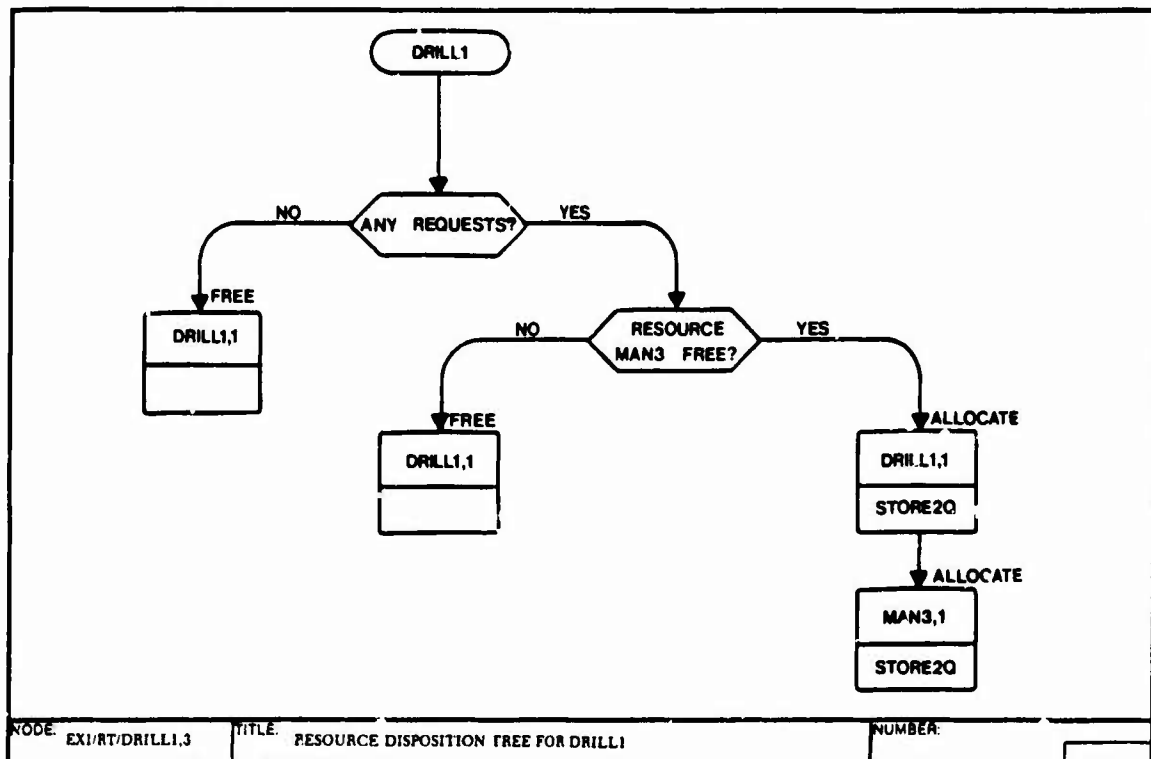 DRILL1
ANY REQUESTS?
NO
YES
FREE
DRILL1,1
RESOURCE
MAN3 FREE?
NO
YES
FREE
DRILL1,1
ALLOCATE
DRILL1,1
STORE2Q
ALLOCATE
MAN3,1
STORE2Q
NODE: EX1/RT/DRILL1,3
TITLE: RESOURCE DISPOSITION TREE FOR DRILL1
NUMBER: